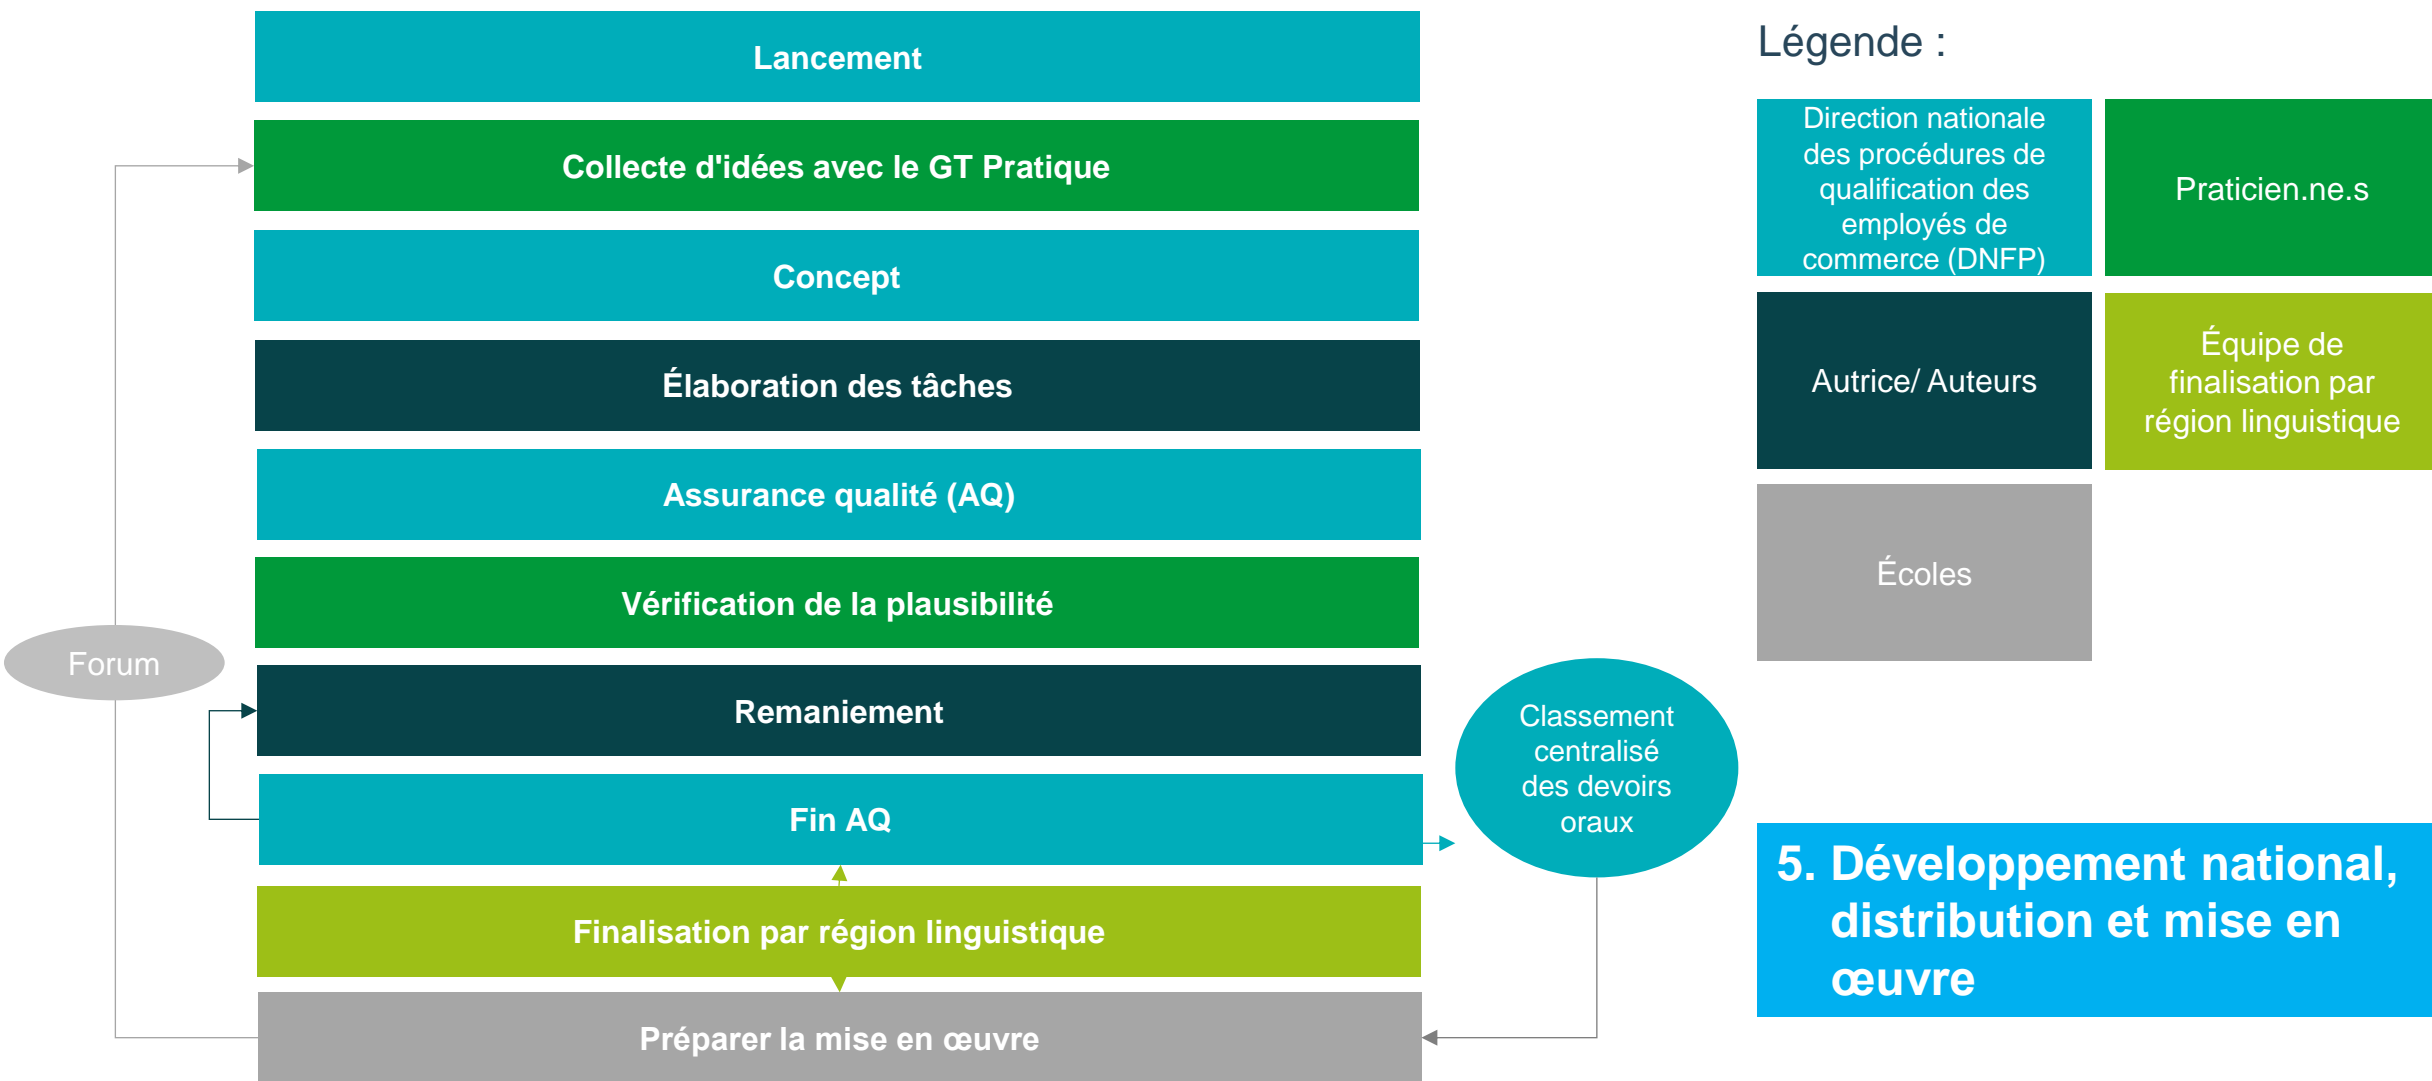 Lancement
Collecte d'idées avec le GT Pratique
Concept
Élaboration des tâches
Assurance qualité (AQ)
Vérification de la plausibilité
Forum
Remaniement
Fin AQ
Finalisation par région linguistique
Préparer la mise en œuvre
Classement
centralisé
des devoirs
oraux
Légende :
Direction nationale
des procédures de
qualification des
employés de
commerce (DNFP)
Praticien.ne.s
Autrice/ Auteurs
Équipe de
finalisation par
région linguistique
Écoles
5. Développement national,
distribution et mise en
œuvre